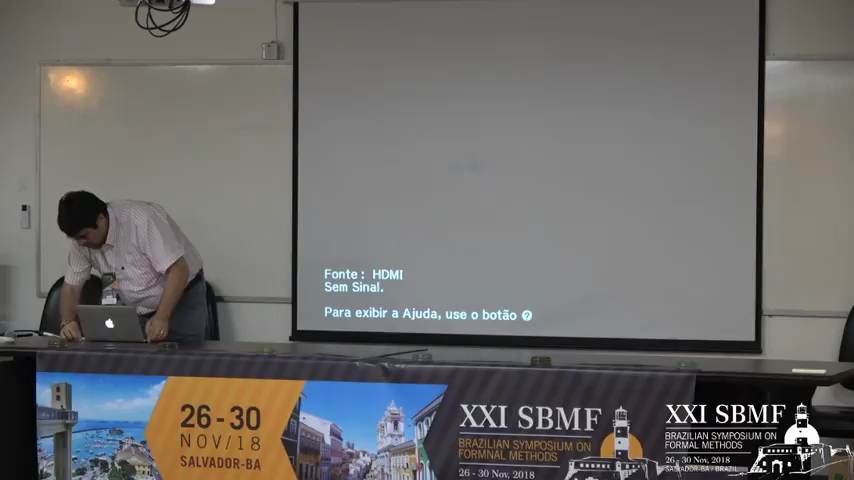 Fonte : HDMI
Sem Sinal.
Para exibir a Ajuda, use o botão ?
26-30
NOV/18
SALVADOR-BA
XXI SBMF
BRAZILIAN SYMPOSIUM ON
FORMNAL METHODS
26 - 30 Nov, 2018
XXI SBMF
BRAZILIAN SYMPOSIUM ON
FORMAL METHODS
26 - 30 Nov, 2018
SALVADOR-BA / BRAZIL